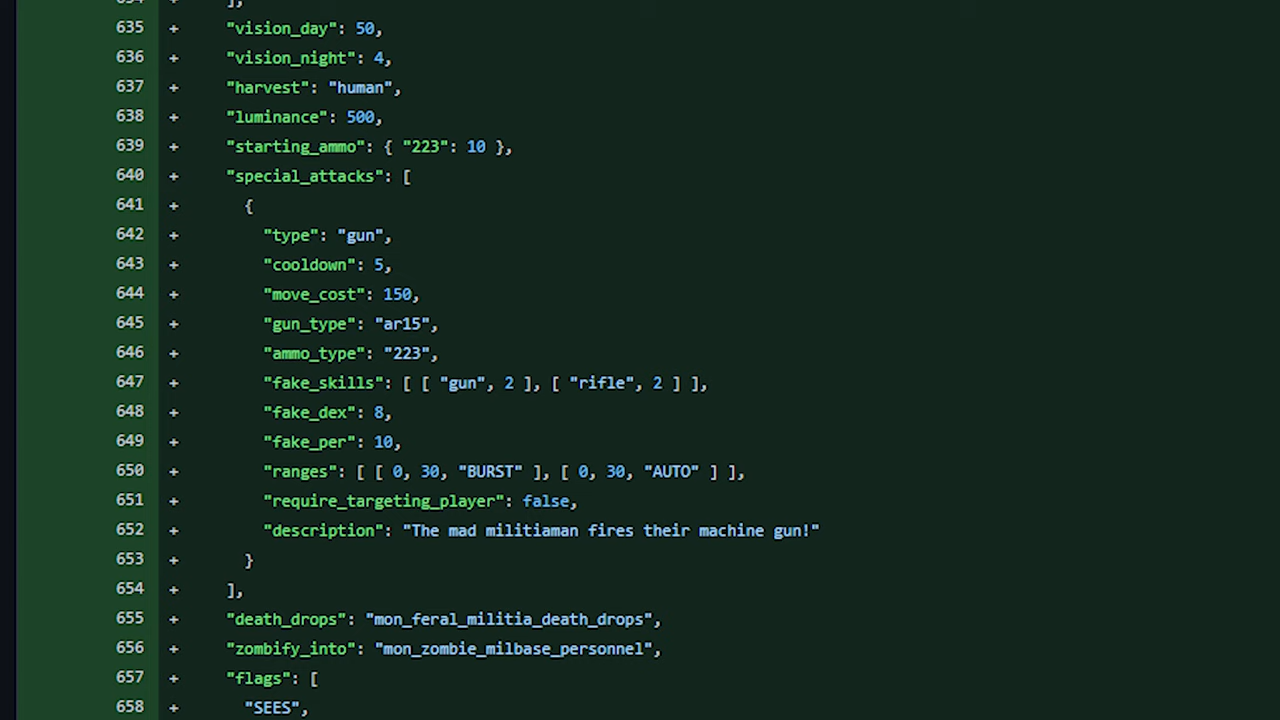 634 + ],
635 + "vision_day": 50,
636 + "vision_night": 4,
637 + "harvest": "human",
638 + "luminance": 500,
639 + "starting_ammo": { "223": 10 },
640 + "special_attacks": [
641 + {
642 + "type": "gun",
643 + "cooldown": 5,
644 + "move_cost": 150,
645 + "gun_type": "ar15",
646 + "ammo_type": "223",
647 + "fake_skills": [ [ "gun", 2 ], [ "rifle", 2 ] ],
648 + "fake_dex": 8,
649 + "fake_per": 10,
650 + "ranges": [ [ 0, 30, "BURST" ], [ 0, 30, "AUTO" ] ],
651 + "require_targeting_player": false,
652 + "description": "The mad militiaman fires their machine gun!"
653 + }
654 + ],
655 + "death_drops": "mon_feral_militia_death_drops",
656 + "zombify_into": "mon_zombie_milbase_personnel",
657 + "flags": [
658 + "SEES",